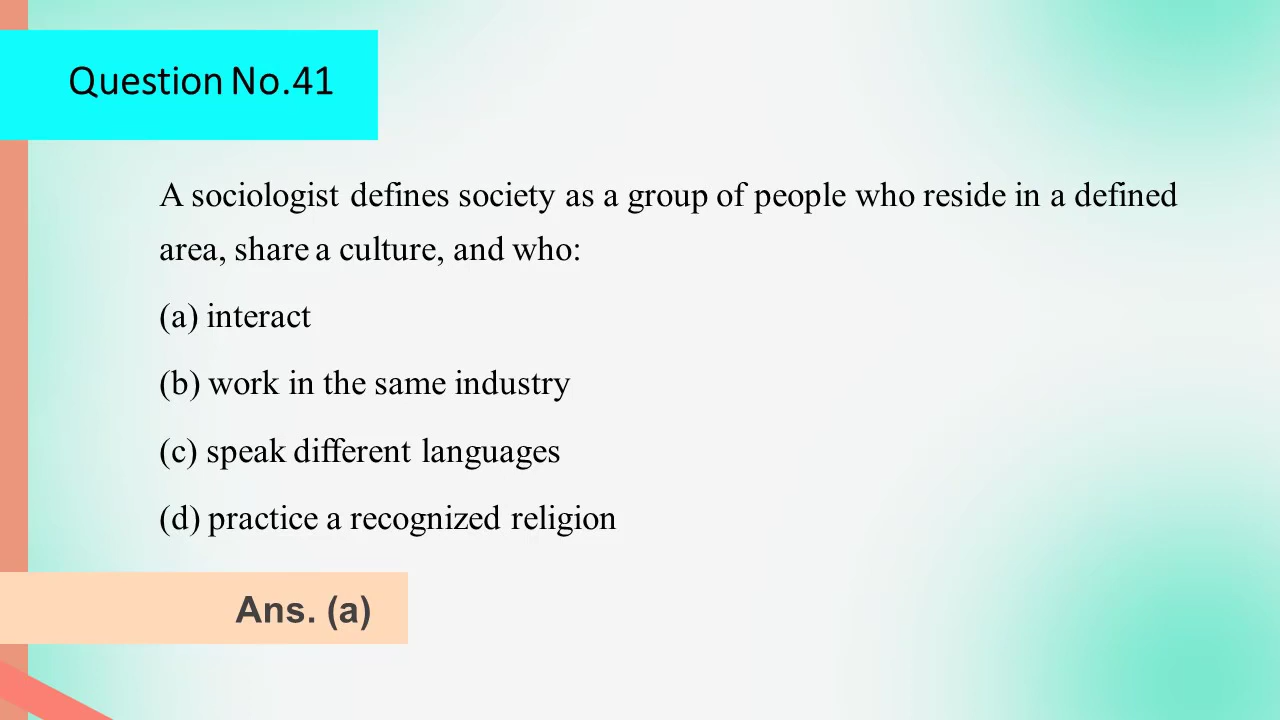 Question No.41
A sociologist defines society as a group of people who reside in a defined
area, share a culture, and who:
(a) interact
(b) work in the same industry
(c) speak different languages
(d) practice a recognized religion
Ans. (a)